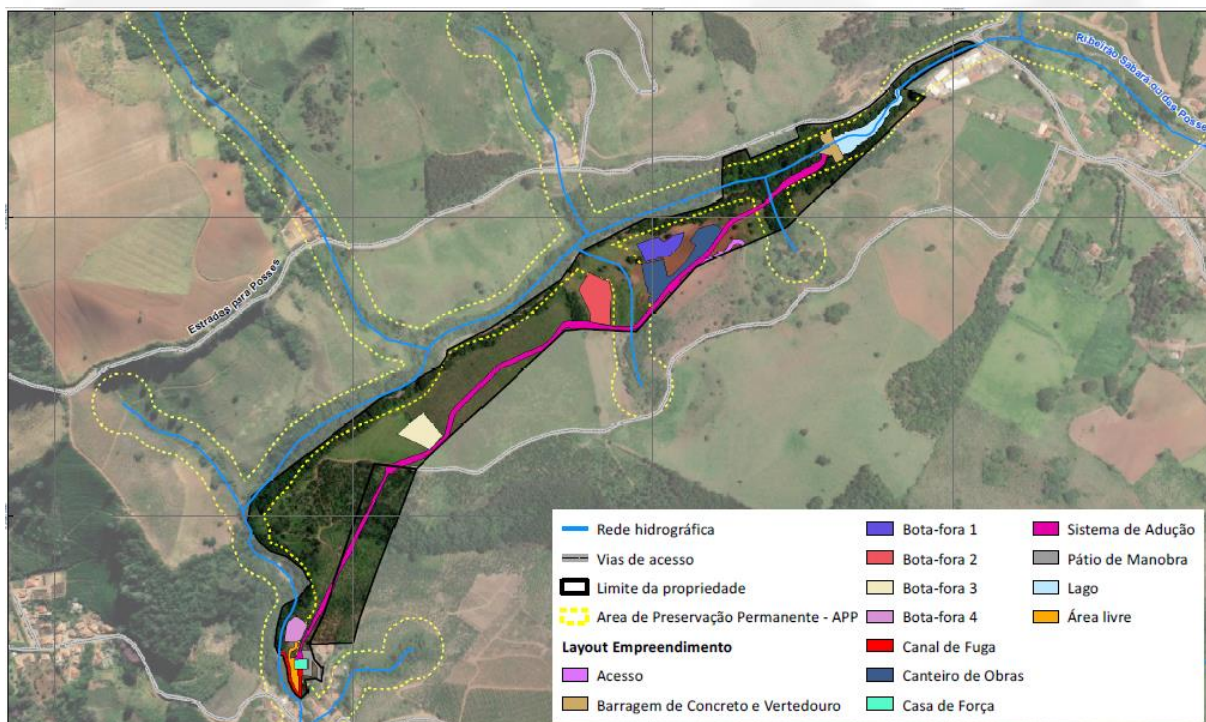 Ribeirão Sabará ou das Posses
Estradas para Posses
Rede hidrográfica
Vias de acesso
Limite da propriedade
Area de Preservação Permanente - APP
Layout Empreendimento
Acesso
Barragem de Concreto e Vertedouro
Bota-fora 1
Bota-fora 2
Bota-fora 3
Bota-fora 4
Canal de Fuga
Canteiro de Obras
Casa de Força
Sistema de Adução
Pátio de Manobra
Lago
Área livre